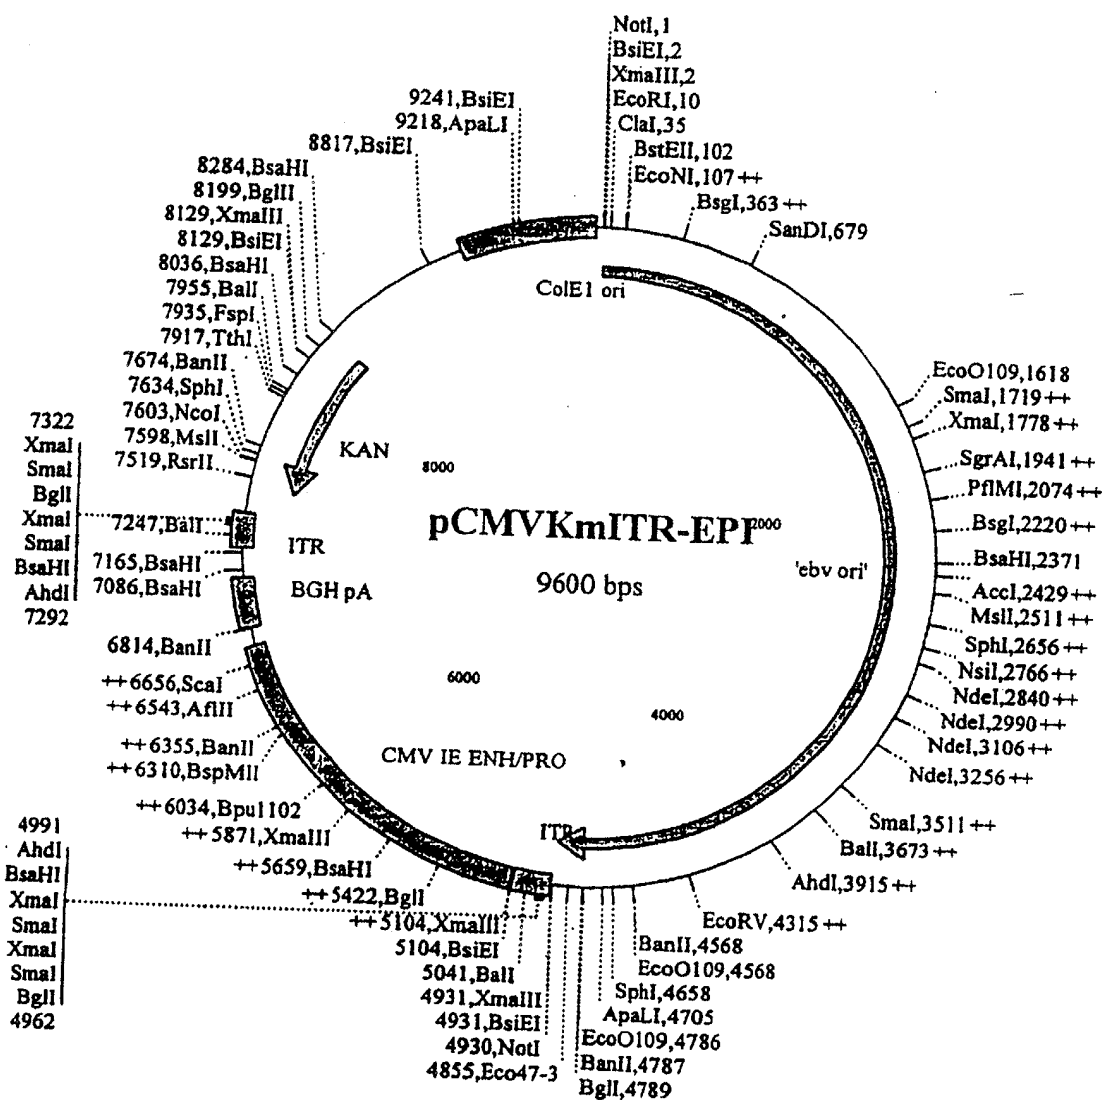 NotI,1
BsiEI,2
XmaIII,2
EcoRI,10
ClaI,35
BstEII,102
EcoNI,107++
BsgI,363++
SanDI,679
EcoO109,1618
SmaI,1719++
XmaI,1778++
SgrAI,1941++
PflMI,2074++
BsgI,2220++
BsaHI,2371
AccI,2429++
MslI,2511++
SphI,2656++
NsiI,2766++
NdeI,2840++
NdeI,2990++
NdeI,3106++
NdeI,3256++
SmaI,3511++
BalI,3673++
AhdI,3915++
EcoRV,4315++
BanII,4568
EcoO109,4568
SphI,4658
ApaLI,4705
EcoO109,4786
BanII,4787
BglI,4789
4855,Eco47-3
4930,NotI
4931,BsiEI
4931,XmaIII
5041,BalI
5104,BsiEI
++5104,XmaIII
++5422,BglI
++5659,BsaHI
++5871,XmaIII
++6034,Bpu1102
++6310,BspMII
++6355,BanII
++6543,AflII
++6656,ScaI
6814,BanII
7086,BsaHI
7165,BsaHI
7247,BalI
7519,RsrII
7598,MslI
7603,NcoI
7634,SphI
7674,BanII
7917,TthI
7935,FspI
7955,BalI
8036,BsaHI
8129,BsiEI
8129,XmaIII
8199,BglII
8284,BsaHI
8817,BsiEI
9218,ApaLI
9241,BsiEI
7322
XmaI
SmaI
BglI
XmaI
SmaI
BsaHI
AhdI
7292
4991
AhdI
BsaHI
XmaI
SmaI
XmaI
SmaI
BglI
4962
ColE1 ori
KAN
8000
pCMVKmITR-EPI
2000
9600 bps
'ebv ori'
ITR
BGH pA
6000
4000
CMV IE ENH/PRO
ITR